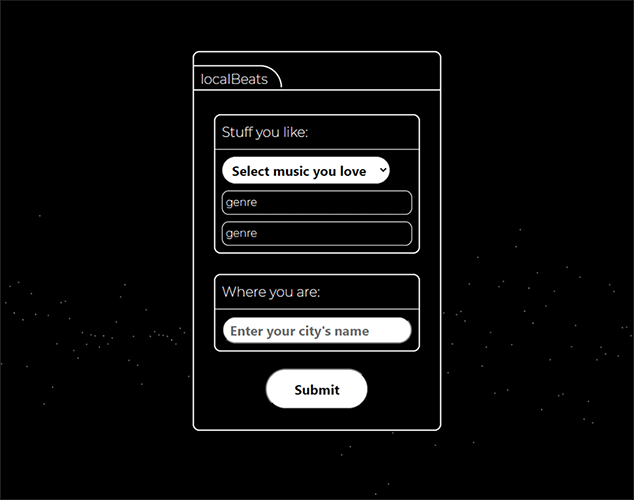 localBeats
Stuff you like:
Select music you love
genre
genre
Where you are:
Enter your city's name
Submit